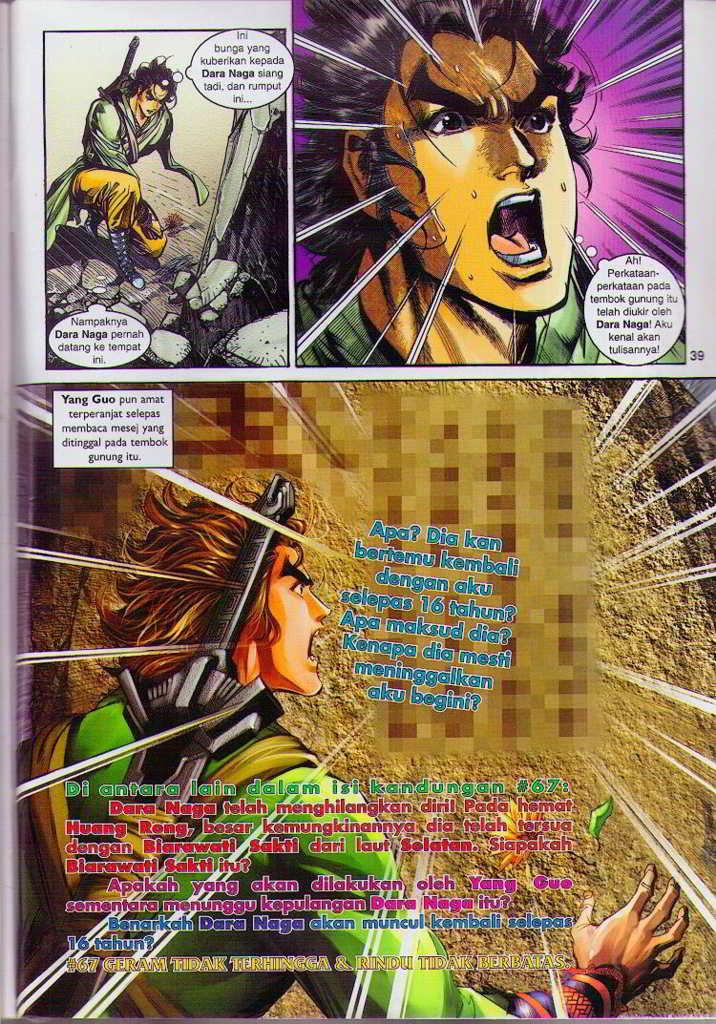 Ini
bunga yang
kuberikan kepada
Dara Naga siang
tadi, dan rumput
ini...
Nampaknya
Dara Naga pernah
datang ke tempat
ini.
Ah!
Perkataan-
perkataan pada
tembok gunung itu
telah diukir oleh
Dara Naga! Aku
kenal akan
tulisannya!
39
Yang Guo pun amat
terperanjat selepas
membaca mesej yang
ditinggal pada tembok
gunung itu.
Apa? Dia kan
bertemu kembali
dengan aku
selepas 16 tahun?
Apa maksud dia?
Kenapa dia mesti
meninggalkan
aku begini?
Di antara lain dalam isi kandungan #67:
Dara Naga telah menghilangkan diri! Pada hemat
Huang Rong, besar kemungkinannya dia telah tersua
dengan Biarawati Sakti dari laut Selatan. Siapakah
Biarawati Sakti itu?
Apakah yang akan dilakukan oleh Yang Guo
sementara menunggu kepulangan Dara Naga itu?
Benarkah Dara Naga akan muncul kembali selepas
16 tahun?
#67 GERAM TIDAK TERHINGGA & RINDU TIDAK BERBATAS.